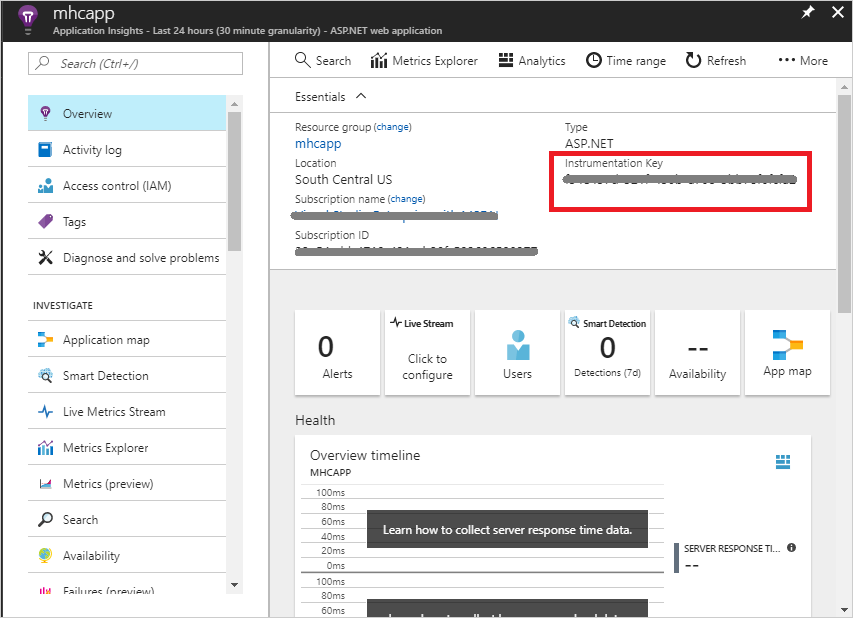 mhcapp
Application Insights - Last 24 hours (30 minute granularity) - ASP.NET web application
Search (Ctrl+/)
Overview
Activity log
Access control (IAM)
Tags
Diagnose and solve problems
INVESTIGATE
Application map
Smart Detection
Live Metrics Stream
Metrics Explorer
Metrics (preview)
Search
Availability
Failures (preview)
Search Metrics Explorer Analytics Time range Refresh More
Essentials
Resource group (change)
mhcapp
Location
South Central US
Subscription name (change)
Subscription ID
Type
ASP.NET
Instrumentation Key
0
Alerts
Live Stream
Click to
configure
Users
Smart Detection
0
Detections (7d)
--
Availability
App map
Health
Overview timeline
MHCAPP
100ms
80ms
60ms
40ms
20ms
0ms
Learn how to collect server response time data.
SERVER RESPONSE TI...
--
100ms
80ms
60ms